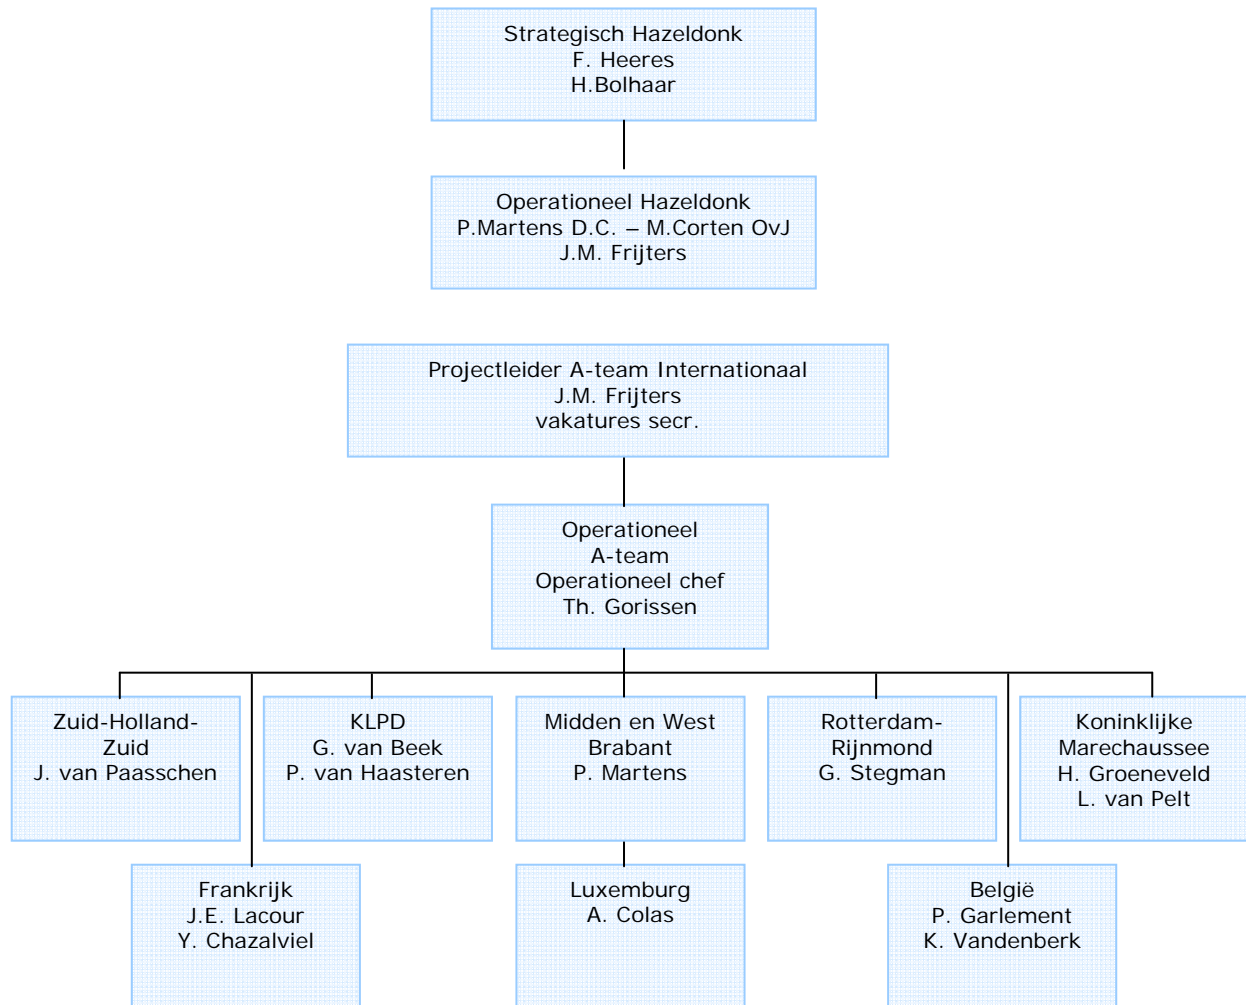 Strategisch Hazeldonk
F. Heeres
H.Bolhaar
Operationeel Hazeldonk
P.Martens D.C. – M.Corten OvJ
J.M. Frijters
Projectleider A-team Internationaal
J.M. Frijters
vakatures secr.
Operationeel
A-team
Operationeel chef
Th. Gorissen
Zuid-Holland-
Zuid
J. van Paasschen
KLPD
G. van Beek
P. van Haasteren
Midden en West
Brabant
P. Martens
Rotterdam-
Rijnmond
G. Stegman
Koninklijke
Marechaussee
H. Groeneveld
L. van Pelt
Frankrijk
J.E. Lacour
Y. Chazalviel
Luxemburg
A. Colas
België
P. Garlement
K. Vandenberk